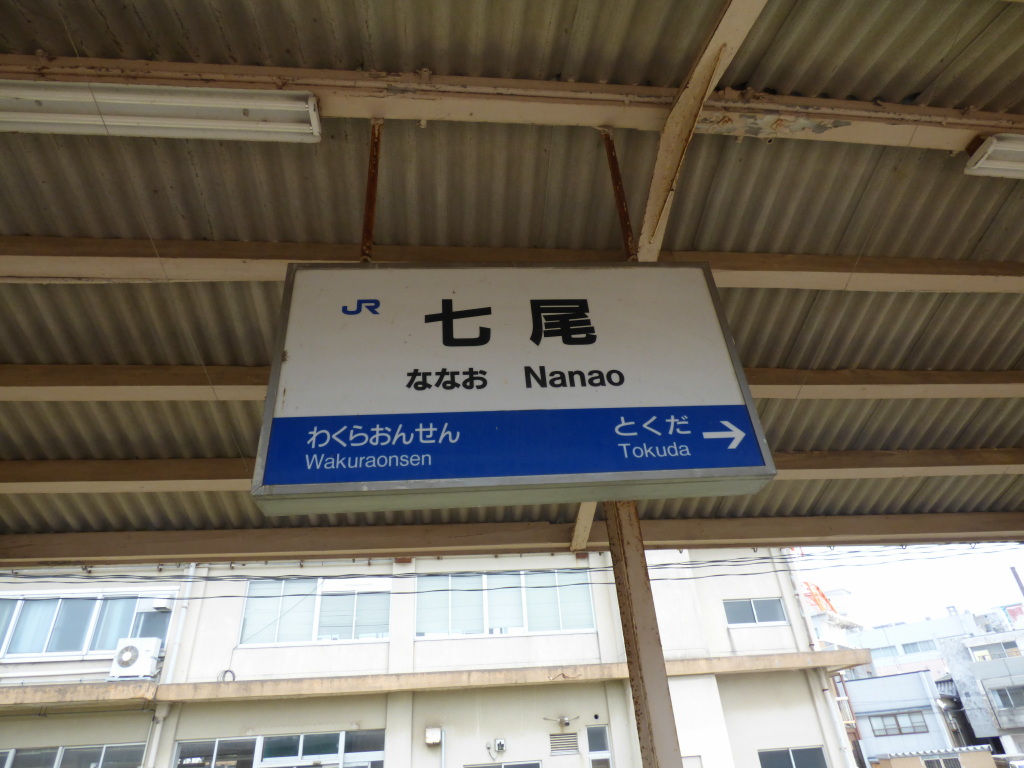 JR 七尾
ななお Nanao
わくらおんせん とくだ →
Wakuraonsen Tokuda